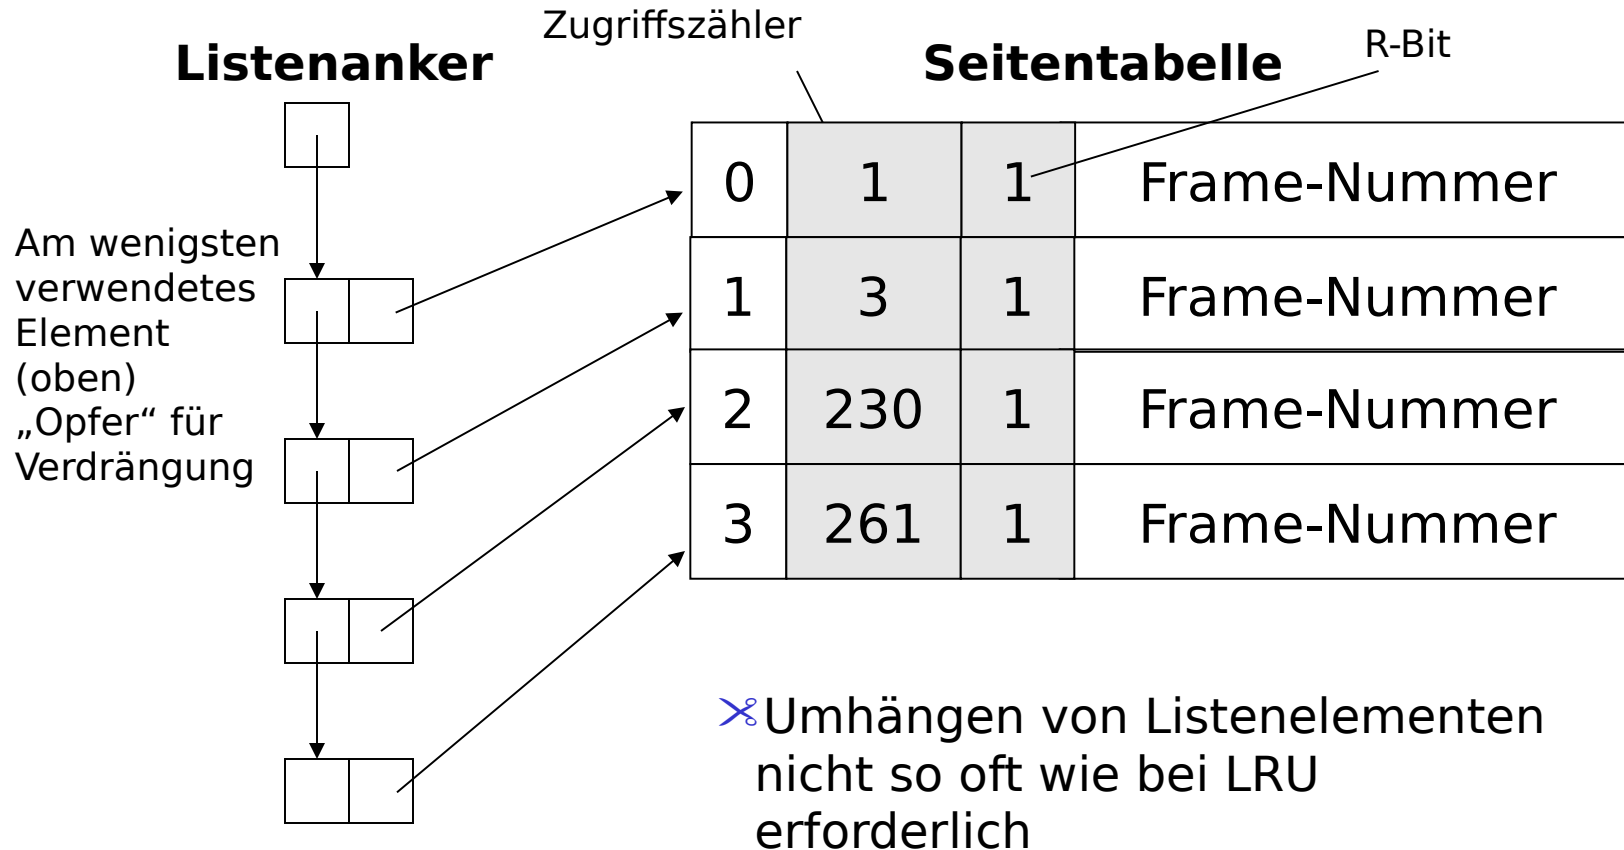 Zugriffszähler
Listenanker
Seitentabelle
R-Bit
Am wenigsten
verwendetes
Element
(oben)
„Opfer“ für
Verdrängung
0 1 1 Frame-Nummer
1 3 1 Frame-Nummer
2 230 1 Frame-Nummer
3 261 1 Frame-Nummer
Umhängen von Listenelementen
nicht so oft wie bei LRU
erforderlich